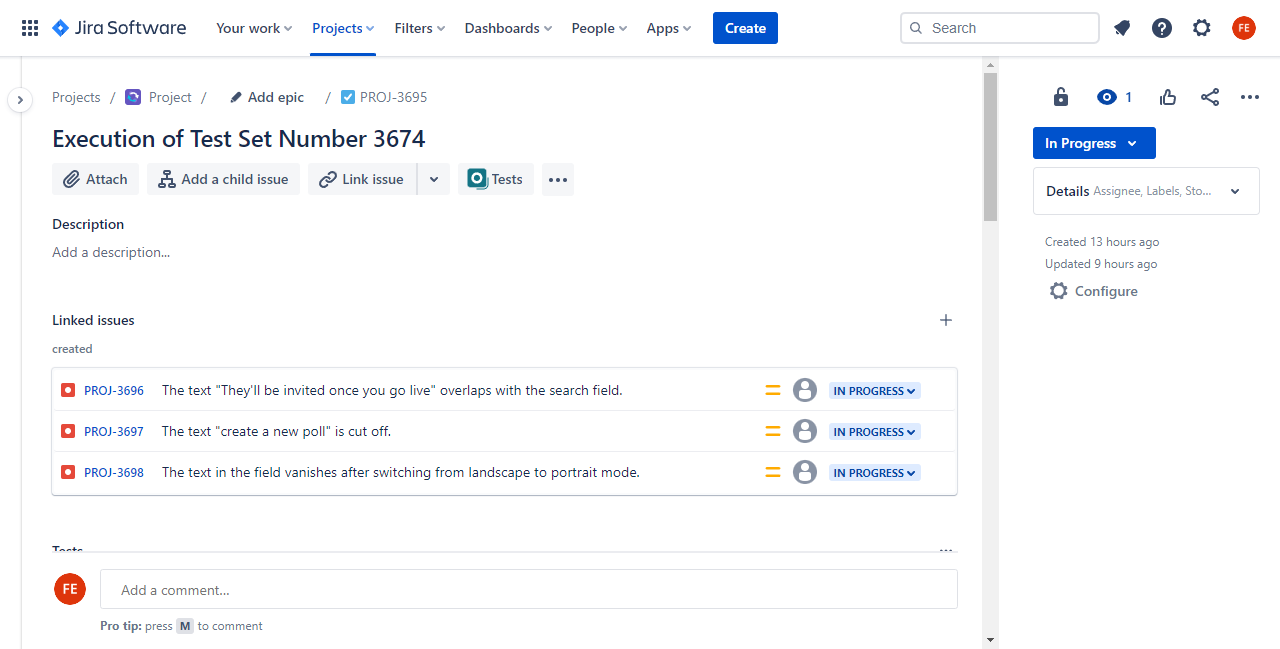 Jira Software Your work Projects Filters Dashboards People Apps Create Search FE
Projects / Project / Add epic / PROJ-3695
1
Execution of Test Set Number 3674
In Progress
Attach Add a child issue Link issue Tests
Details Assignee, Labels, Sto...
Description
Add a description...
Created 13 hours ago
Updated 9 hours ago
Configure
Linked issues
created
PROJ-3696 The text "They'll be invited once you go live" overlaps with the search field. IN PROGRESS
PROJ-3697 The text "create a new poll" is cut off. IN PROGRESS
PROJ-3698 The text in the field vanishes after switching from landscape to portrait mode. IN PROGRESS
Tests
FE Add a comment...
Pro tip: press M to comment